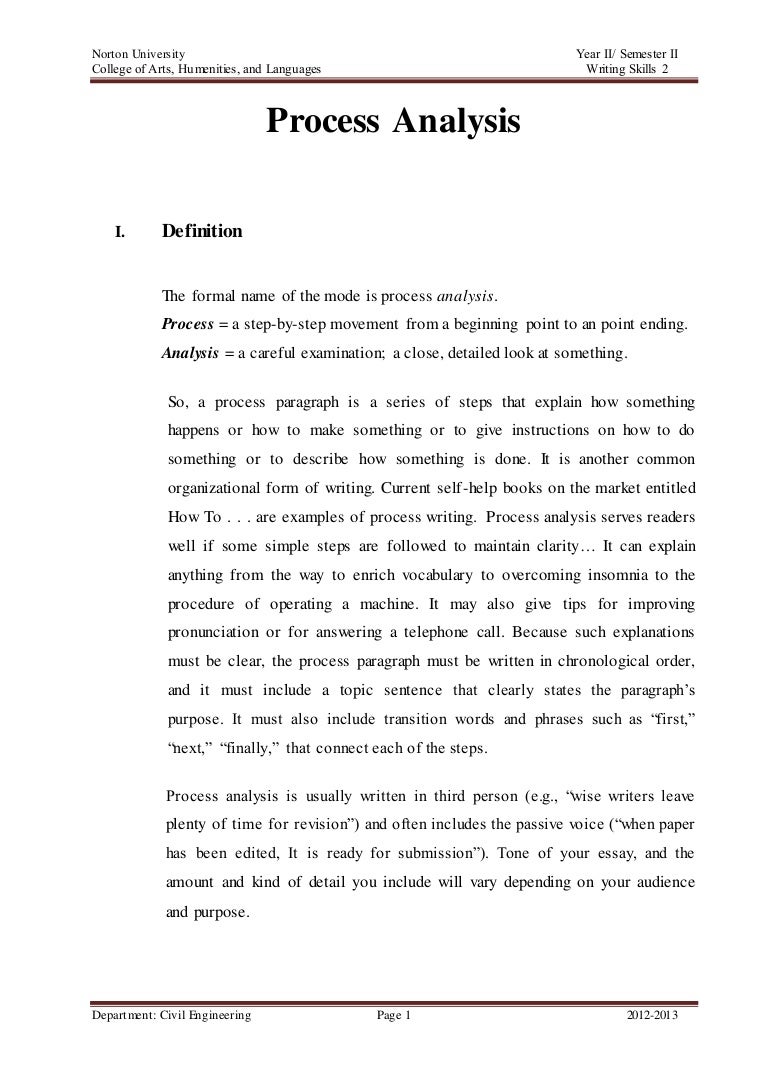 Norton University Year II/ Semester II
College of Arts, Humenities, and Languages Writing Skills 2
Process Analysis
I. Definition
The formal name of the mode is process analysis.
Process = a step-by-step movement from a beginning point to an point ending.
Analysis = a careful examination; a close, detailed look at something.
So, a process paragraph is a series of steps that explain how something
happens or how to make something or to give instructions on how to do
something or to describe how something is done. It is another common
organizational form of writing. Current self-help books on the market entitled
How To . . . are examples of process writing. Process analysis serves readers
well if some simple steps are followed to maintain clarity… It can explain
anything from the way to enrich vocabulary to overcoming insomnia to the
procedure of operating a machine. It may also give tips for improving
pronunciation or for answering a telephone call. Because such explanations
must be clear, the process paragraph must be written in chronological order,
and it must include a topic sentence that clearly states the paragraph’s
purpose. It must also include transition words and phrases such as “first,”
“next,” “finally,” that connect each of the steps.
Process analysis is usually written in third person (e.g., “wise writers leave
plenty of time for revision”) and often includes the passive voice (“when paper
has been edited, It is ready for submission”). Tone of your essay, and the
amount and kind of detail you include will vary depending on your audience
and purpose.
Department: Civil Engineering Page 1 2012-2013